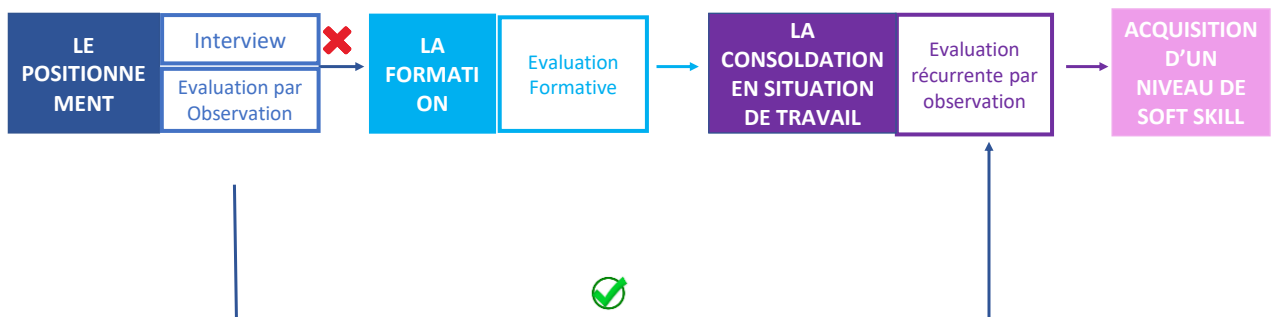 LE
POSITIONNE
MENT
Interview
Evaluation par
Observation
LA
FORMATI
ON
Evaluation
Formative
LA
CONSOLDATION
EN SITUATION
DE TRAVAIL
Evaluation
récurrente par
observation
ACQUISITION
D’UN
NIVEAU DE
SOFT SKILL